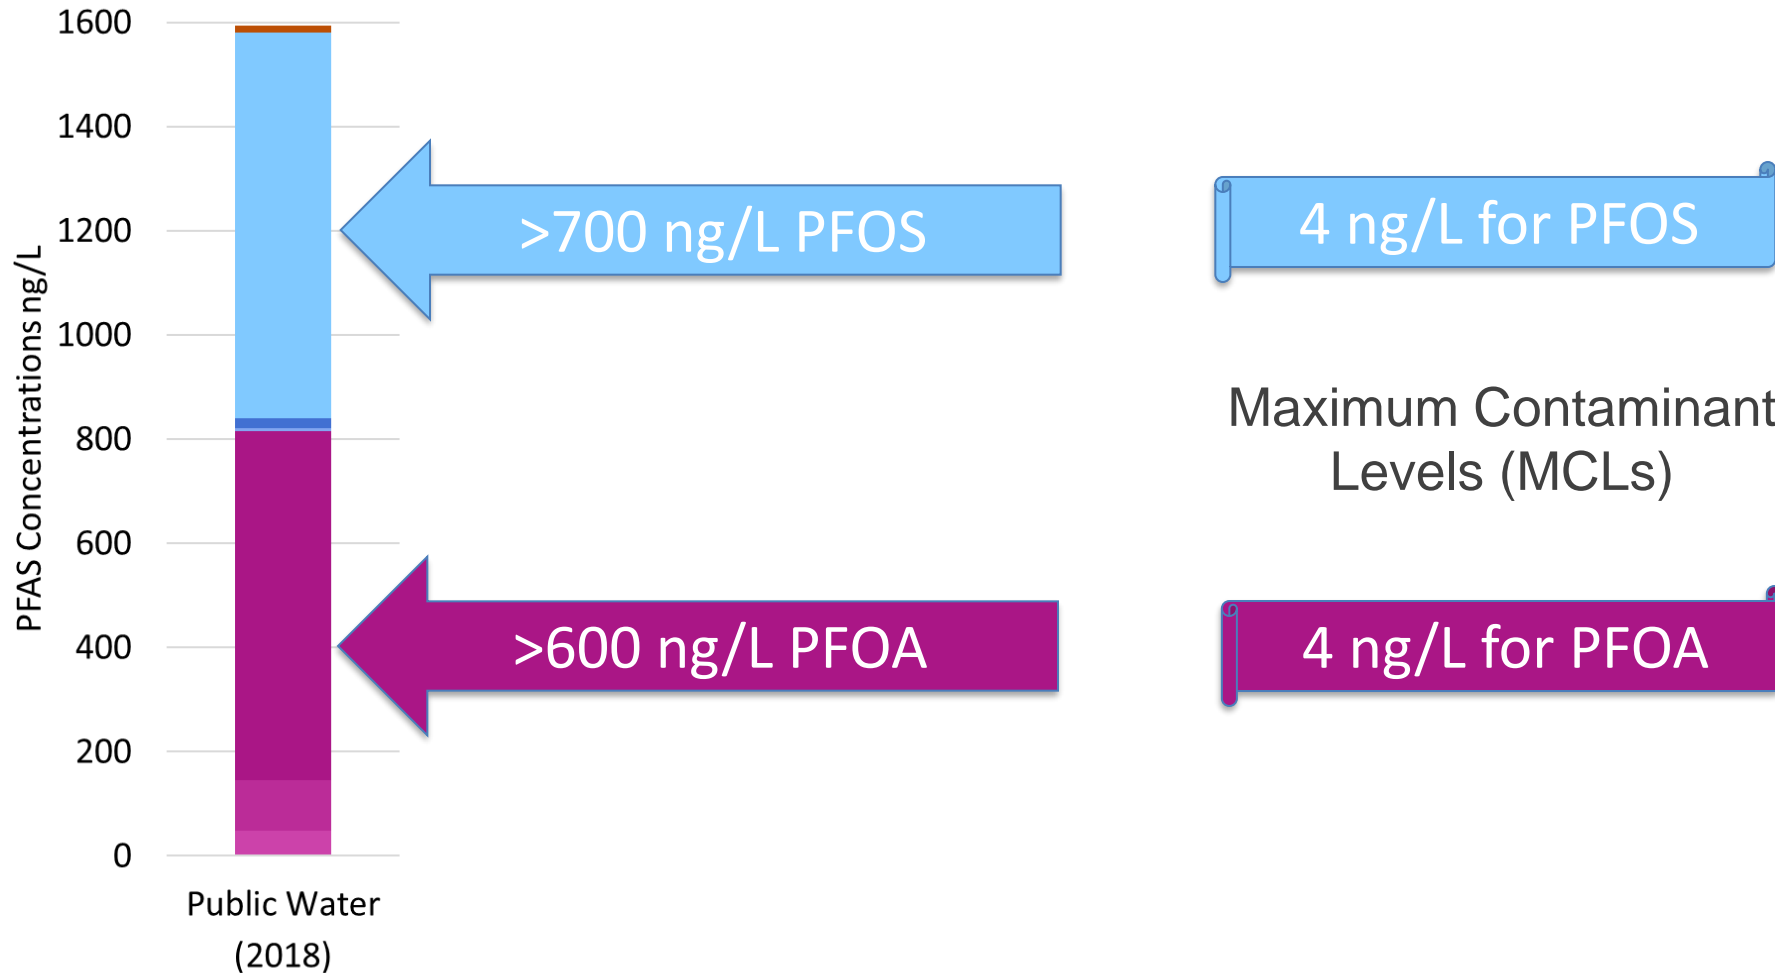 1600
1400
1200
1000
800
600
400
200
0
PFAS Concentrations ng/L
Public Water
(2018)
>700 ng/L PFOS
>600 ng/L PFOA
4 ng/L for PFOS
Maximum Contaminant
Levels (MCLs)
4 ng/L for PFOA